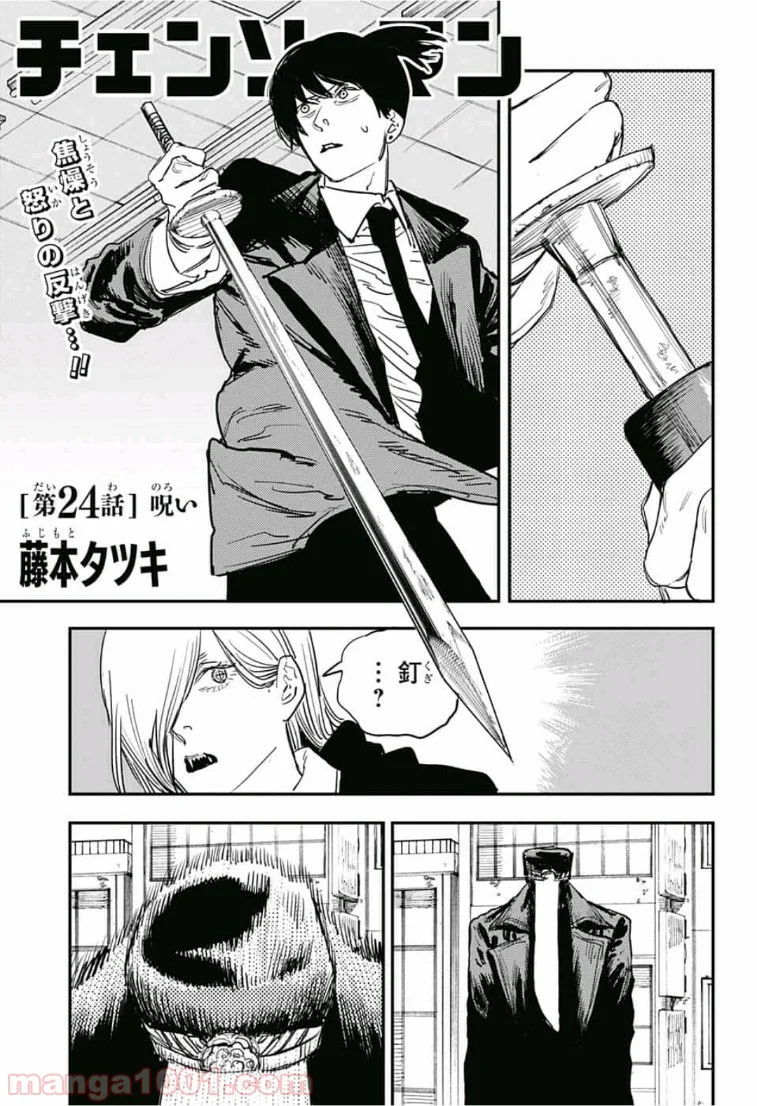 チェンソーマン
焦燥と
怒りの反撃…!!
[第24話] 呪い
藤本タツキ
釘
…?
manga1001.com